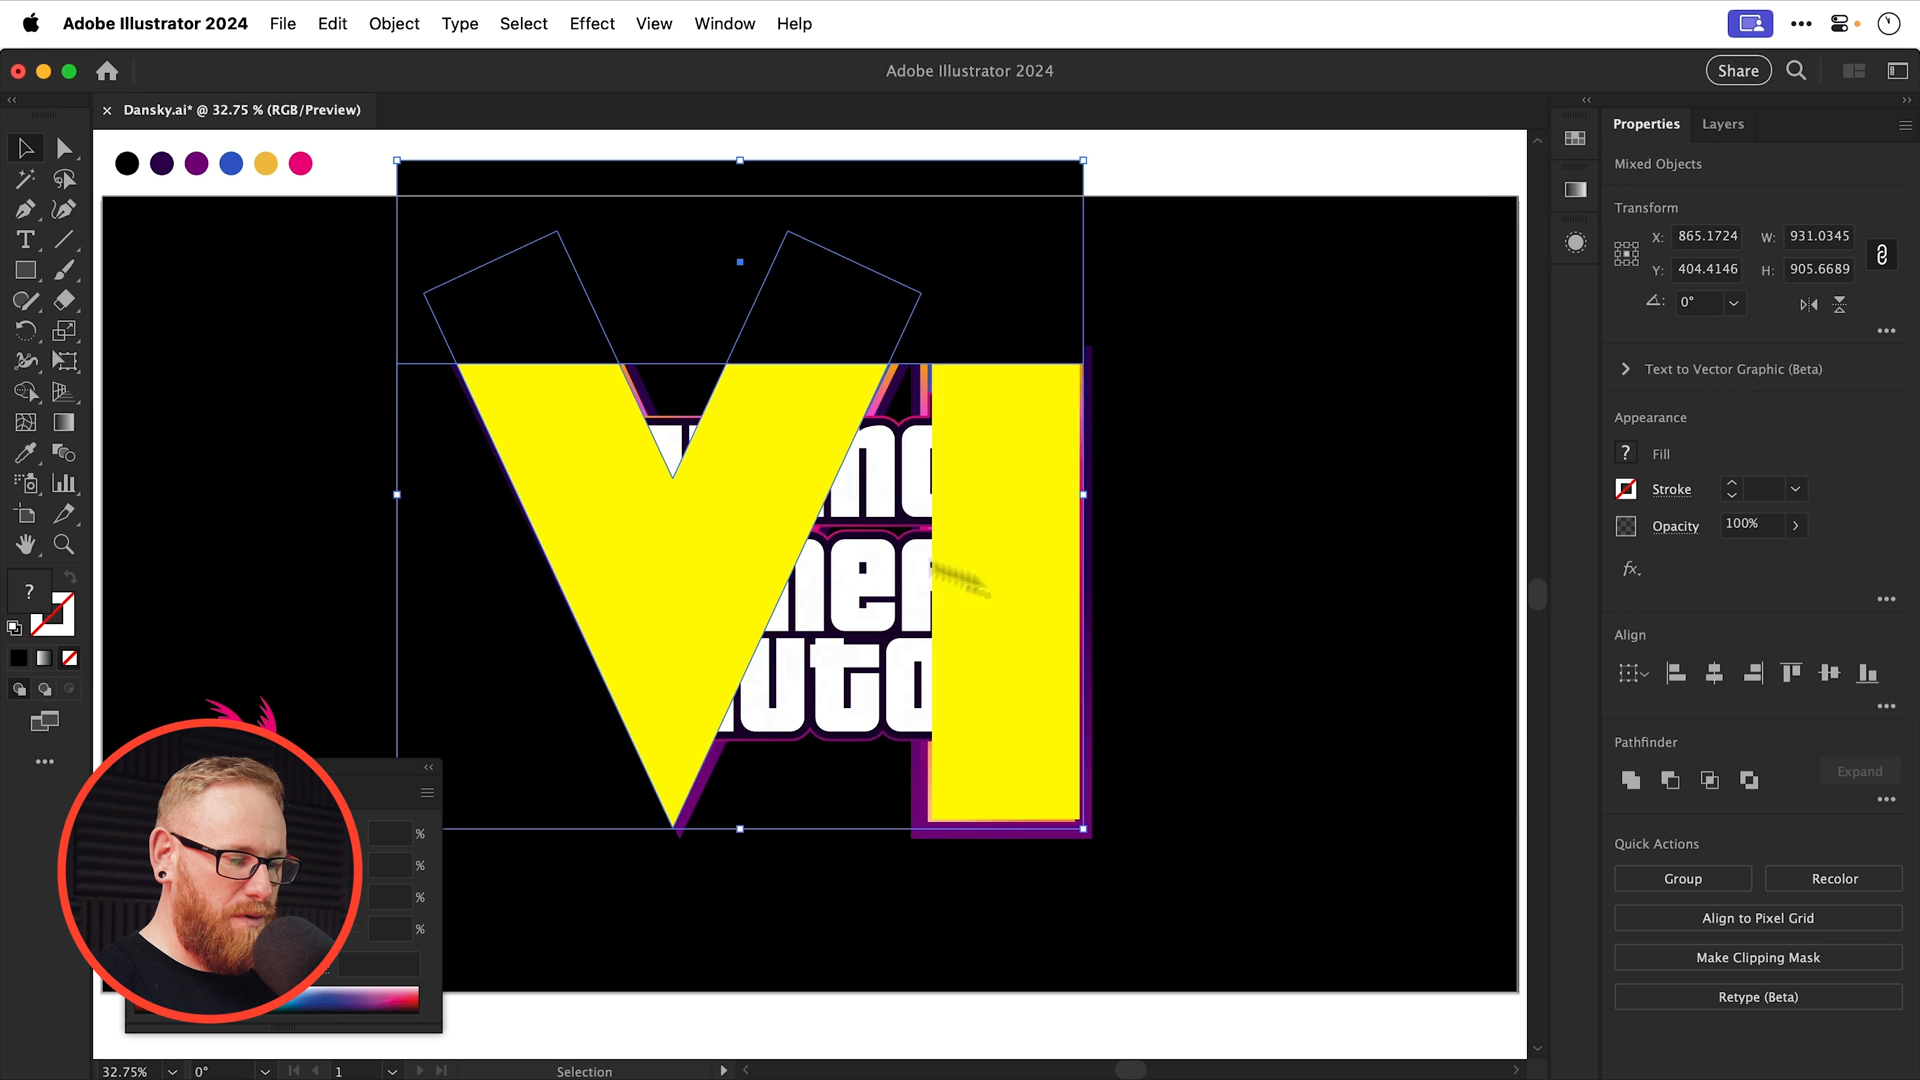 Adobe Illustrator 2024 File Edit Object Type Select Effect View Window Help
Adobe Illustrator 2024
Share
Dansky.ai* @ 32.75 % (RGB/Preview)
Properties Layers
Mixed Objects
Transform
X: 865.1724 W: 931.0345
Y: 404.4146 H: 905.6689
0°
Text to Vector Graphic (Beta)
Appearance
? Fill
Stroke
Opacity 100%
fx.
Align
Pathfinder
Expand
Quick Actions
Group Recolor
Align to Pixel Grid
Make Clipping Mask
Retype (Beta)
?
VI
uto
%
%
%
%
32.75% 0° 1 Selection